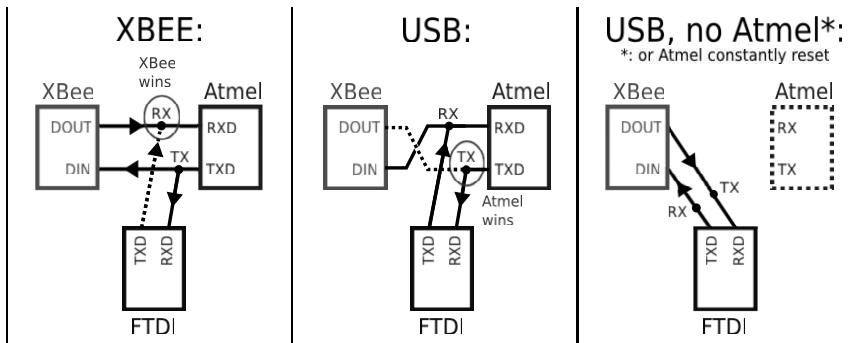 XBEE:
XBee
wins
XBee
Atmel
DOUT
RX
RXD
DIN
TX
TXD
TXD
RXD
FTDI
USB:
XBee
Atmel
DOUT
RX
RXD
DIN
TX
TXD
Atmel
wins
TXD
RXD
FTDI
USB, no Atmel*:
*: or Atmel constantly reset
XBee
Atmel
DOUT
RX
DIN
TX
TX
RX
TXD
RXD
FTDI